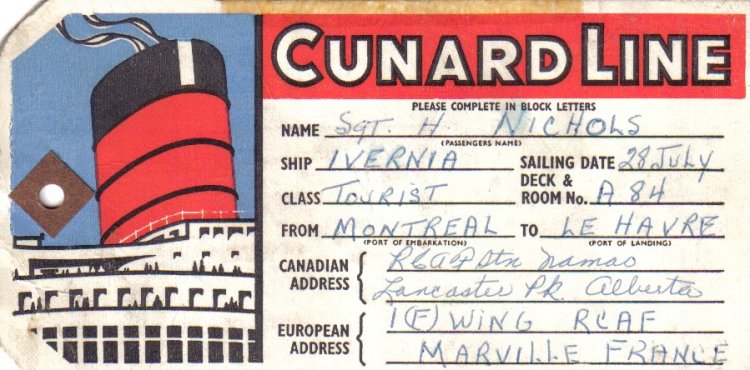 CUNARD LINE
PLEASE COMPLETE IN BLOCK LETTERS
NAME Sgt. H. NICHOLS
(PASSENGERS NAME)
SHIP IVERNIA SAILING DATE 28 July
CLASS TOURIST DECK & ROOM No. A 84
FROM MONTREAL TO LE HAVRE
(PORT OF EMBARKATION) (PORT OF LANDING)
CANADIAN ADDRESS RCAF Stn Namao
Lancaster Pk. Alberta
EUROPEAN ADDRESS 1(F) WING RCAF
MARVILLE FRANCE